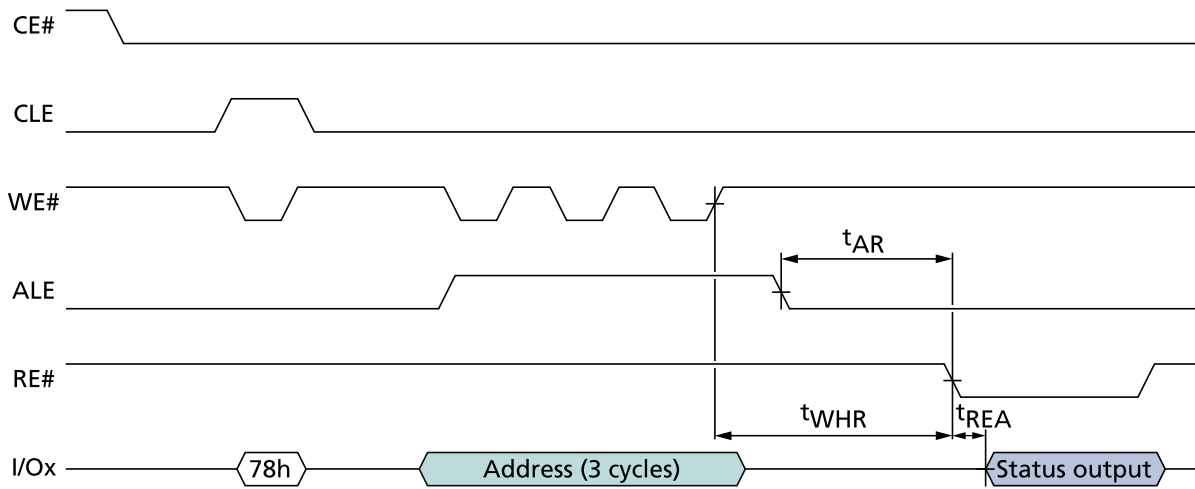 CE#
CLE
WE#
tAR
ALE
RE#
tWHR
tREA
I/Ox
78h
Address (3 cycles)
Status output